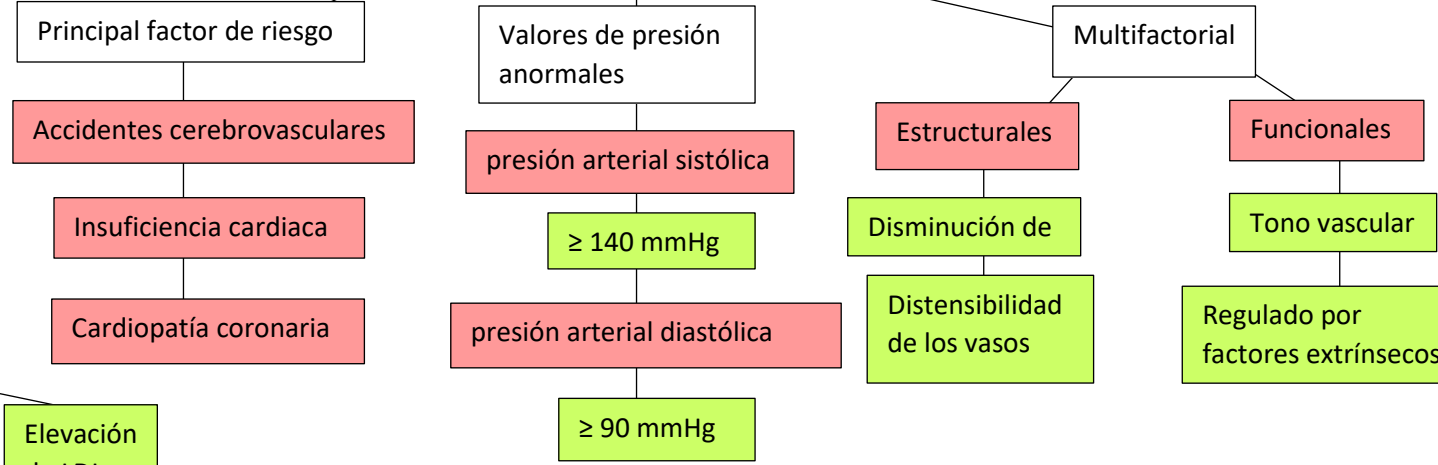 Principal factor de riesgo
Accidentes cerebrovasculares
Insuficiencia cardiaca
Cardiopatía coronaria
Valores de presión
anormales
presión arterial sistólica
≥ 140 mmHg
presión arterial diastólica
≥ 90 mmHg
Multifactorial
Estructurales
Disminución de
Distensibilidad
de los vasos
Funcionales
Tono vascular
Regulado por
factores extrínsecos
Elevación